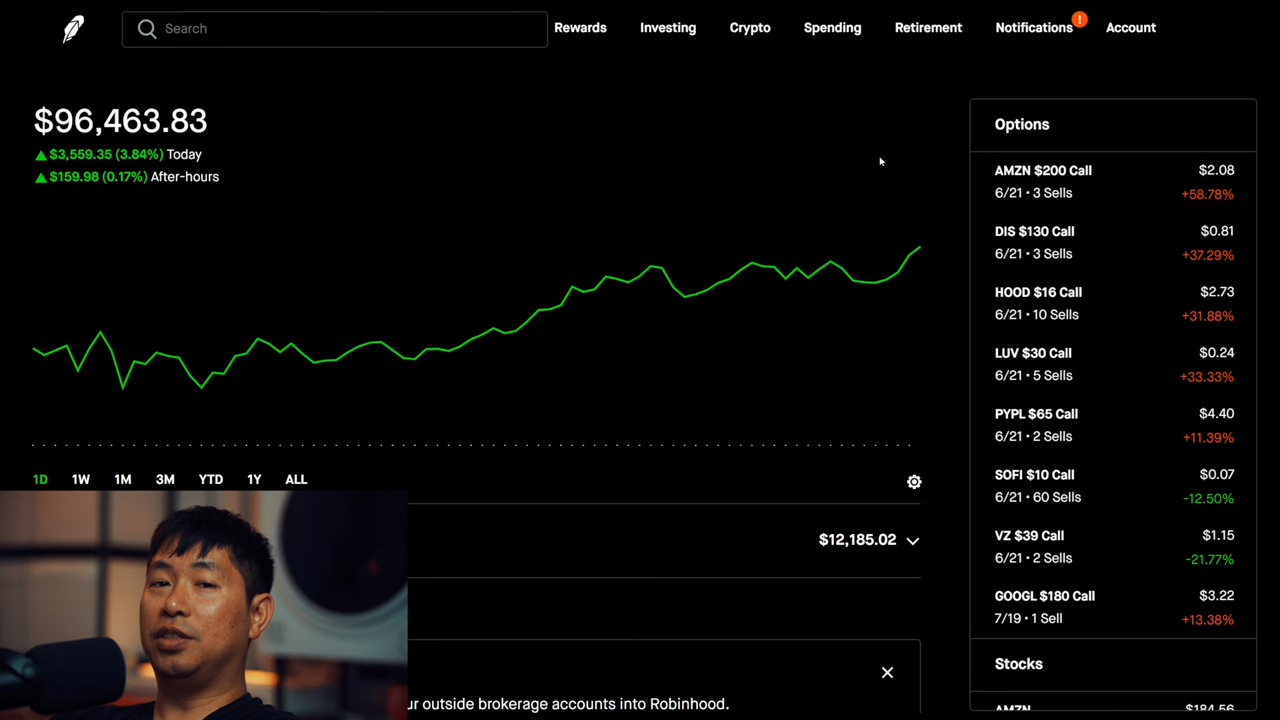 Search
Rewards
Investing
Crypto
Spending
Retirement
Notifications
!
Account
$96,463.83
$3,559.35 (3.84%) Today
$159.98 (0.17%) After-hours
1D
1W
1M
3M
YTD
1Y
ALL
$12,185.02
ur outside brokerage accounts into Robinhood.
Options
AMZN $200 Call $2.08
6/21 • 3 Sells +58.78%
DIS $130 Call $0.81
6/21 • 3 Sells +37.29%
HOOD $16 Call $2.73
6/21 • 10 Sells +31.88%
LUV $30 Call $0.24
6/21 • 5 Sells +33.33%
PYPL $65 Call $4.40
6/21 • 2 Sells +11.39%
SOFI $10 Call $0.07
6/21 • 60 Sells -12.50%
VZ $39 Call $1.15
6/21 • 2 Sells -21.77%
GOOGL $180 Call $3.22
7/19 • 1 Sell +13.38%
Stocks
AMZN $184.56